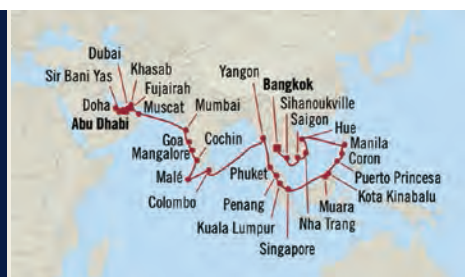 Dubai
Khasab
Sir Bani Yas
Fujairah
Doha
Muscat
Abu Dhabi
Mumbai
Goa
Cochin
Mangalore
Malé
Colombo
Yangon
Bangkok
Sihanoukville
Saigon
Hue
Manila
Coron
Puerto Princesa
Kota Kinabalu
Muara
Nha Trang
Phuket
Penang
Kuala Lumpur
Singapore